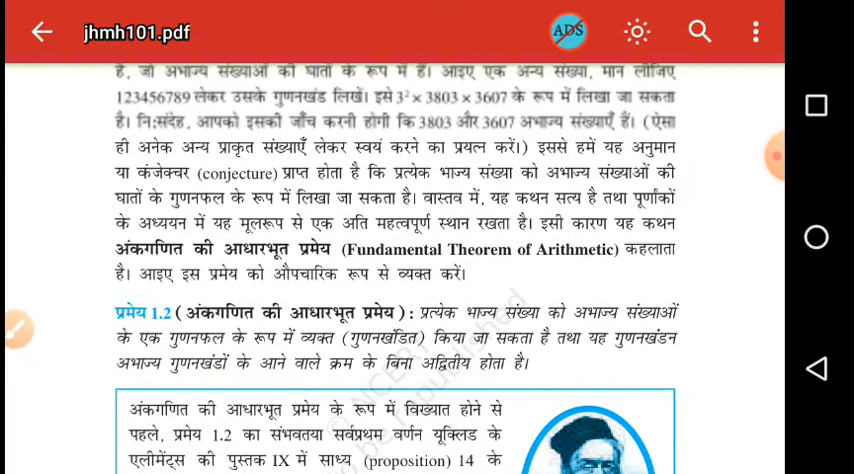 jhmh101.pdf
ADS
है, जो अभाज्य संख्याओं की घातों के रूप में हैं। आइए एक अन्य संख्या, मान लीजिए
123456789 लेकर उसके गुणनखंड लिखें। इसे 3² × 3803 × 3607 के रूप में लिखा जा सकता
है। निःसंदेह, आपको इसकी जाँच करनी होगी कि 3803 और 3607 अभाज्य संख्याएँ हैं। (ऐसा
ही अनेक अन्य प्राकृत संख्याएँ लेकर स्वयं करने का प्रयत्न करें।) इससे हमें यह अनुमान
या कंजेक्चर (conjecture) प्राप्त होता है कि प्रत्येक भाज्य संख्या को अभाज्य संख्याओं की
घातों के गुणनफल के रूप में लिखा जा सकता है। वास्तव में, यह कथन सत्य है तथा पूर्णांकों
के अध्ययन में यह मूलरूप से एक अति महत्वपूर्ण स्थान रखता है। इसी कारण यह कथन
अंकगणित की आधारभूत प्रमेय (Fundamental Theorem of Arithmetic) कहलाता
है। आइए इस प्रमेय को औपचारिक रूप से व्यक्त करें।
प्रमेय 1.2 (अंकगणित की आधारभूत प्रमेय) : प्रत्येक भाज्य संख्या को अभाज्य संख्याओं
के एक गुणनफल के रूप में व्यक्त (गुणनखंडित) किया जा सकता है तथा यह गुणनखंडन
अभाज्य गुणनखंडों के आने वाले क्रम के बिना अद्वितीय होता है।
© NCERT
be republished
अंकगणित की आधारभूत प्रमेय के रूप में विख्यात होने से
पहले, प्रमेय 1.2 का संभवतया सर्वप्रथम वर्णन यूक्लिड के
एलीमेंट्स की पुस्तक IX में साध्य (proposition) 14 के